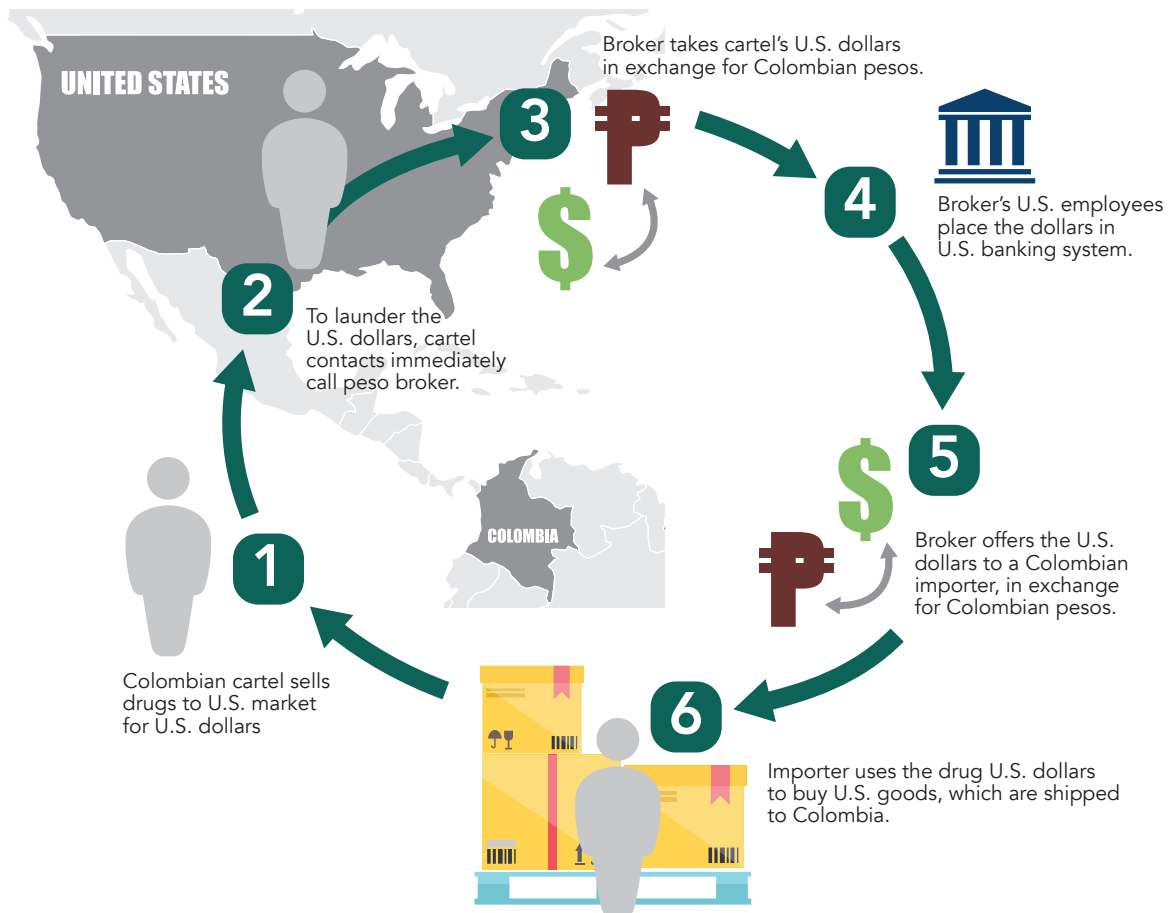 UNITED STATES
Broker takes cartel’s U.S. dollars
in exchange for Colombian pesos.
3
4
Broker’s U.S. employees
place the dollars in
U.S. banking system.
2
To launder the
U.S. dollars, cartel
contacts immediately
call peso broker.
5
Broker offers the U.S.
dollars to a Colombian
importer, in exchange
for Colombian pesos.
COLOMBIA
1
Colombian cartel sells
drugs to U.S. market
for U.S. dollars
6
Importer uses the drug U.S. dollars
to buy U.S. goods, which are shipped
to Colombia.